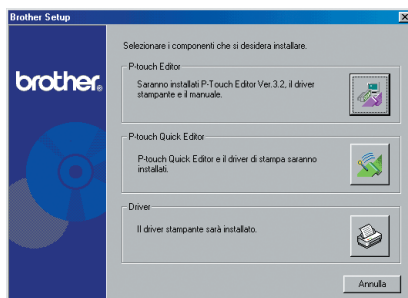 Brother Setup
brother®
Selezionare i componenti che si desidera installare.
P-touch Editor
Saranno installati P-Touch Editor Ver.3.2, il driver
stampante e il manuale.
P-touch Quick Editor
P-touch Quick Editor e il driver di stampa saranno
installati.
Driver
Il driver stampante sarà installato.
Annulla